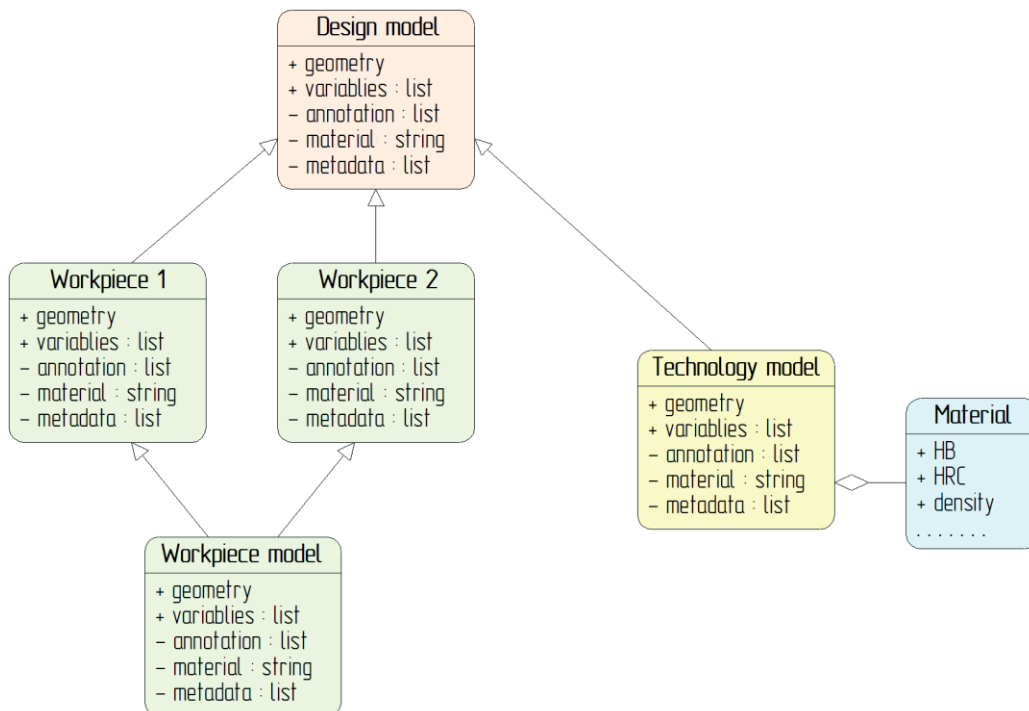 Design model
+ geometry
+ variablies : list
– annotation : list
– material : string
– metadata : list
Workpiece 1
+ geometry
+ variablies : list
– annotation : list
– material : string
– metadata : list
Workpiece 2
+ geometry
+ variablies : list
– annotation : list
– material : string
– metadata : list
Technology model
+ geometry
+ variablies : list
– annotation : list
– material : string
– metadata : list
Material
+ HB
+ HRC
+ density
. . . . . . .
Workpiece model
+ geometry
+ variablies : list
– annotation : list
– material : string
– metadata : list